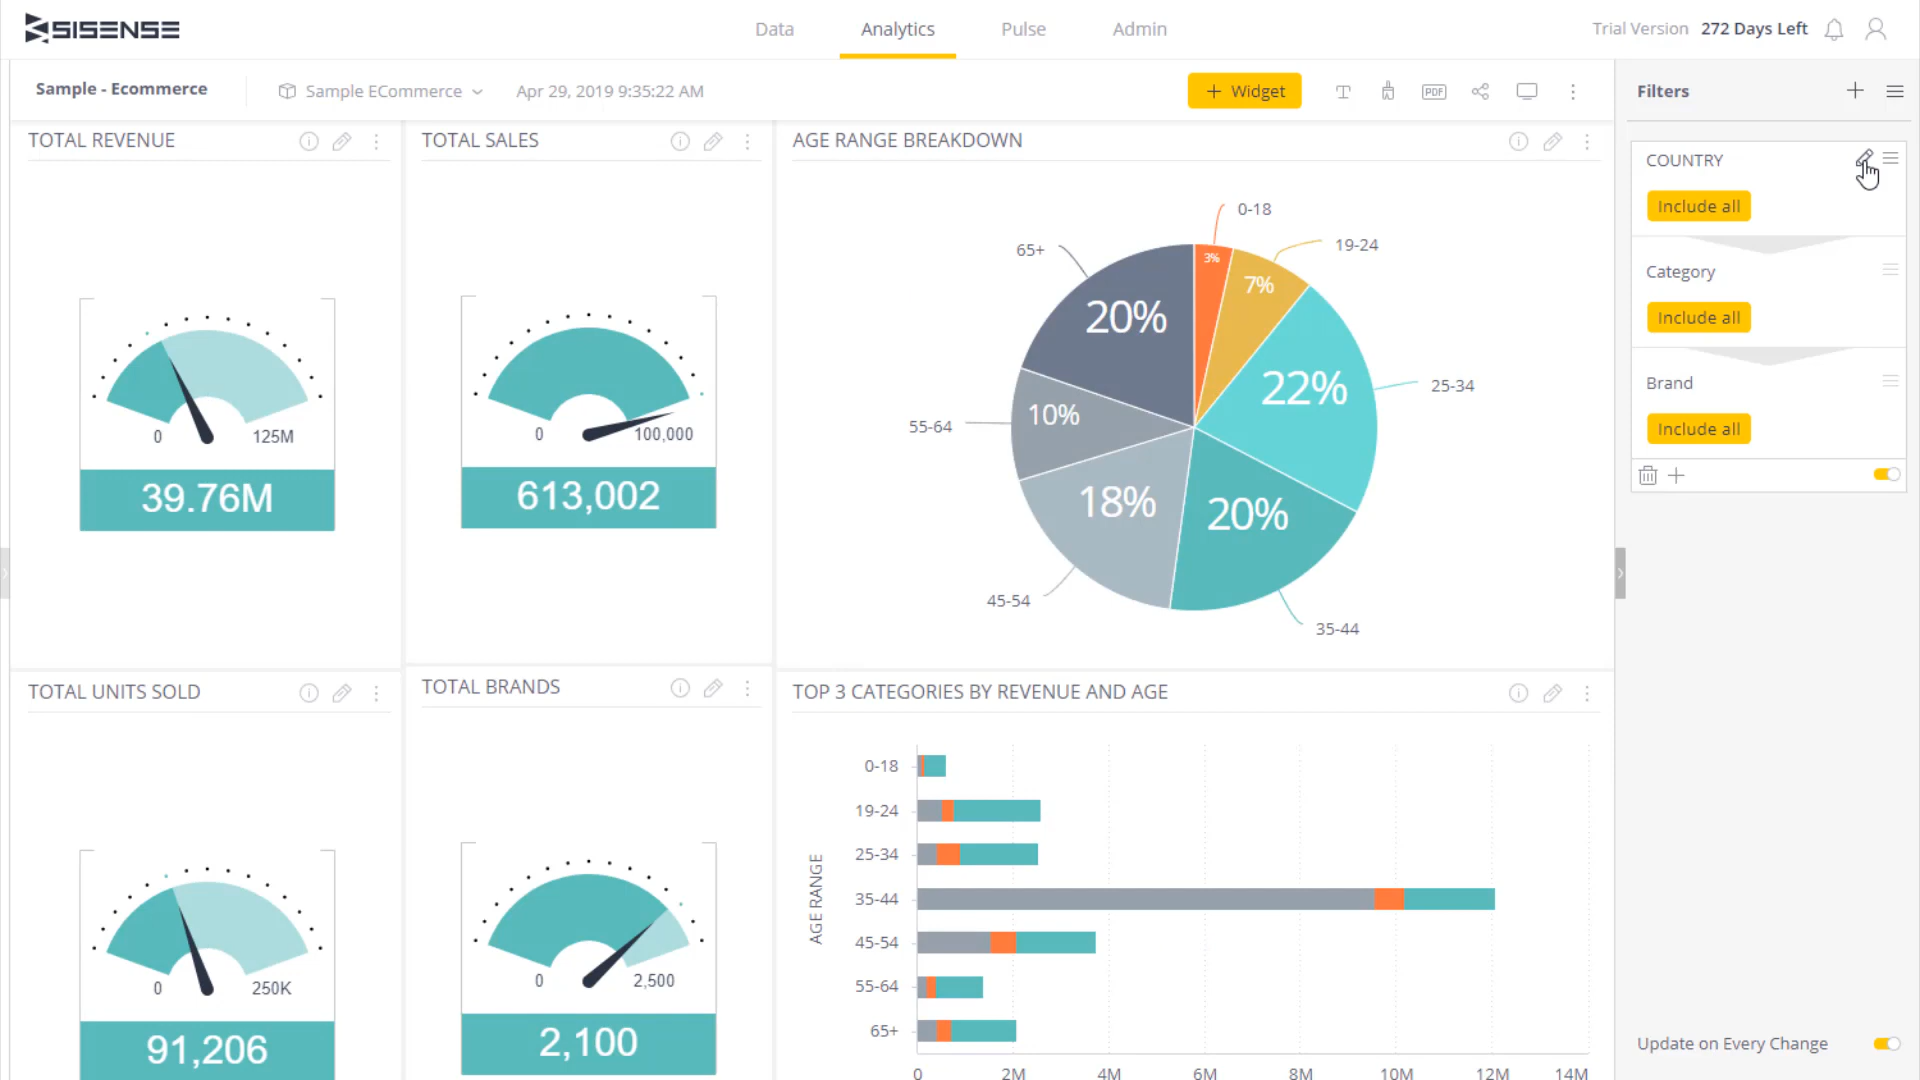 SISENSE
Data
Analytics
Pulse
Admin
Trial Version 272 Days Left
Sample - Ecommerce
Sample ECommerce
Apr 29, 2019 9:35:22 AM
+ Widget
PDF
Filters
TOTAL REVENUE
0
125M
39.76M
TOTAL SALES
0
100,000
613,002
AGE RANGE BREAKDOWN
0-18
19-24
65+
3%
7%
20%
22%
25-34
10%
55-64
18%
20%
45-54
35-44
COUNTRY
Include all
Category
Include all
Brand
Include all
TOTAL UNITS SOLD
0
250K
91,206
TOTAL BRANDS
0
2,500
2,100
TOP 3 CATEGORIES BY REVENUE AND AGE
AGE RANGE
0-18
19-24
25-34
35-44
45-54
55-64
65+
0 2M 4M 6M 8M 10M 12M 14M
Update on Every Change